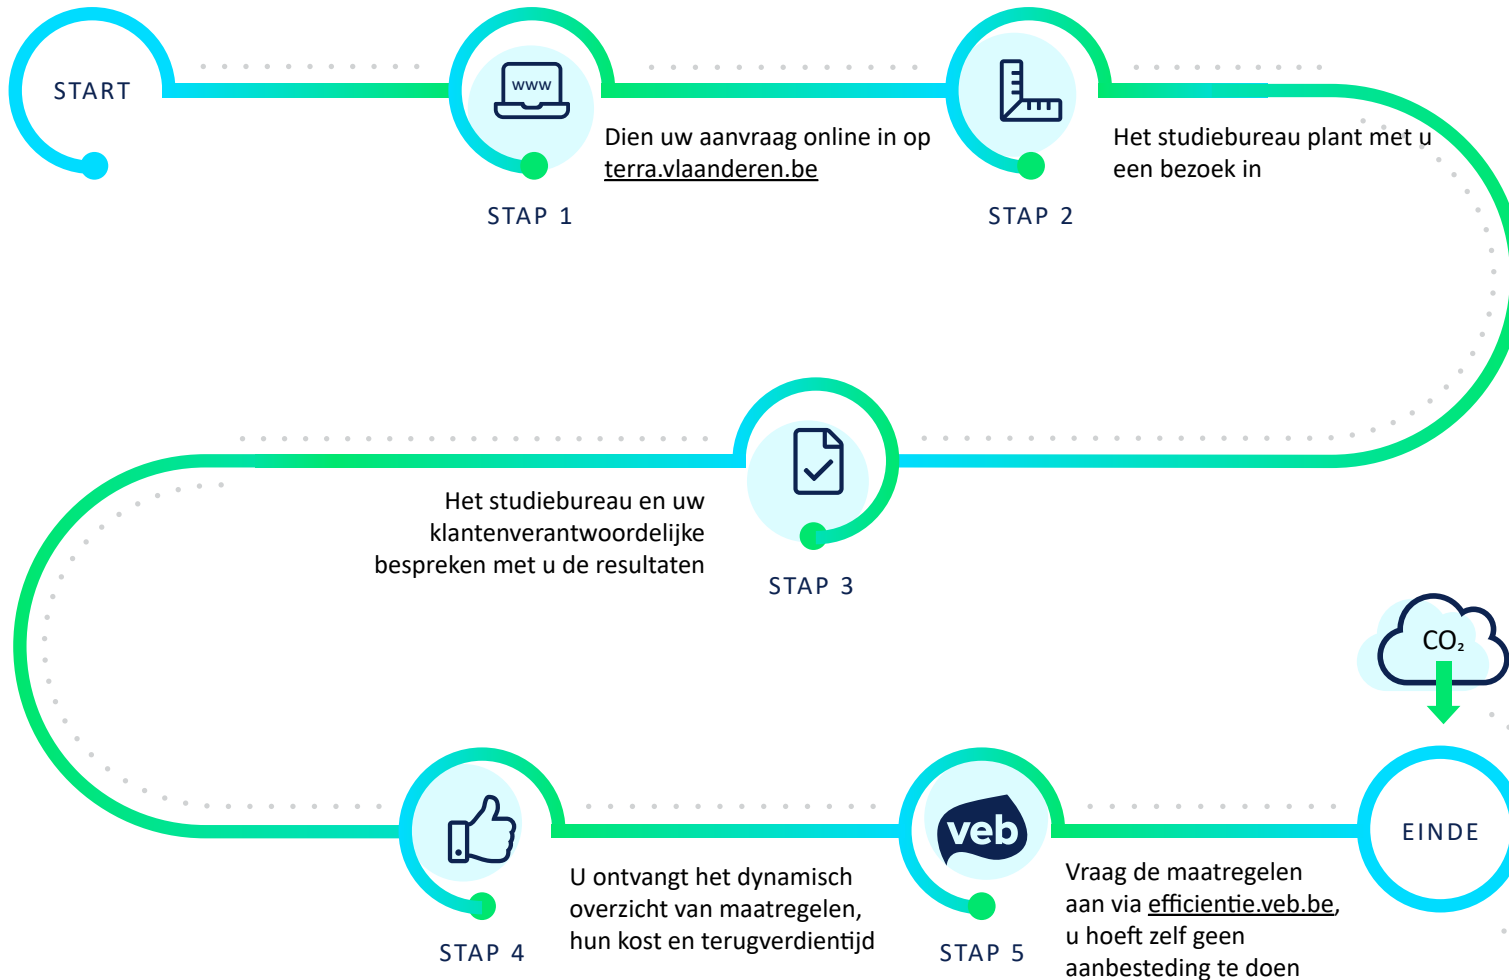 START
www
Dien uw aanvraag online in op
terra.vlaanderen.be
STAP 1
Het studiebureau plant met u
een bezoek in
STAP 2
Het studiebureau en uw
klantenverantwoordelijke
bespreken met u de resultaten
STAP 3
CO₂
U ontvangt het dynamisch
overzicht van maatregelen,
hun kost en terugverdientijd
STAP 4
veb
Vraag de maatregelen
aan via efficientie.veb.be,
u hoeft zelf geen
aanbesteding te doen
STAP 5
EINDE